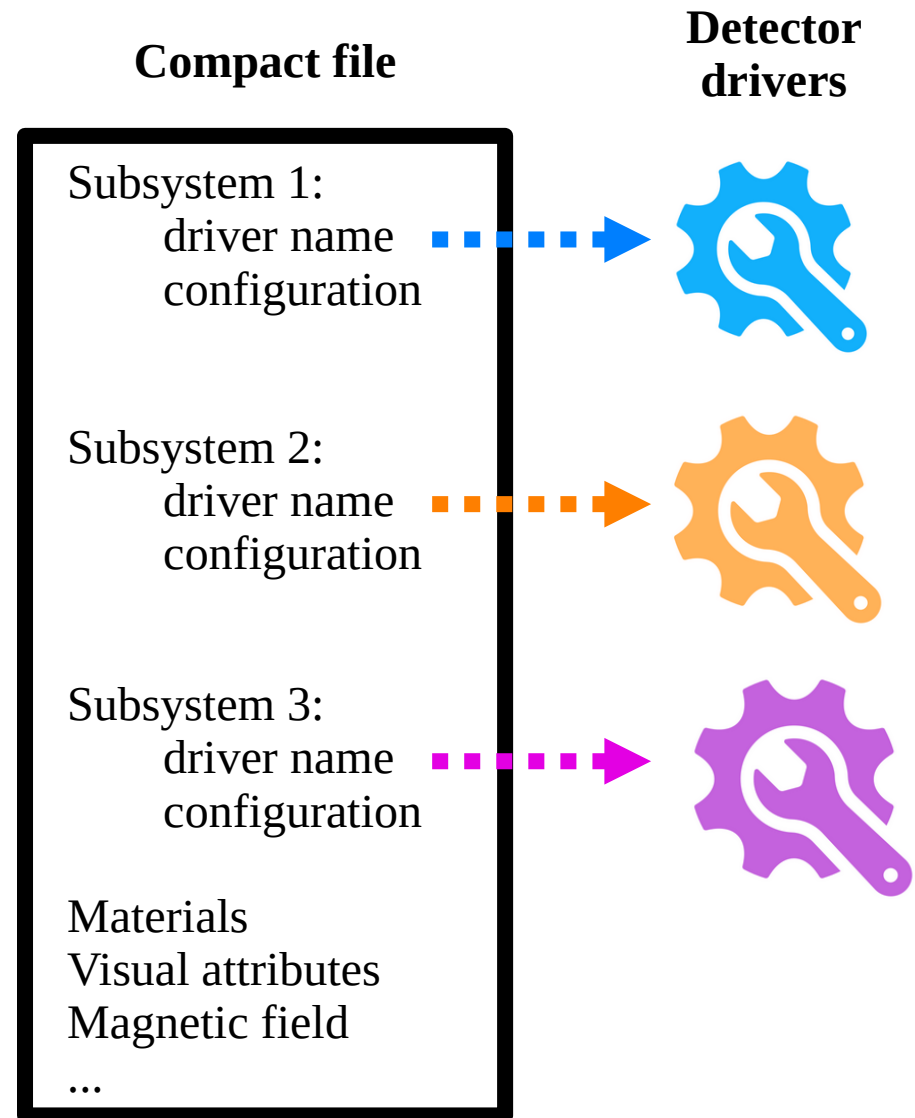 Compact file
Detector
drivers
Subsystem 1:
driver name
configuration
Subsystem 2:
driver name
configuration
Subsystem 3:
driver name
configuration
Materials
Visual attributes
Magnetic field
...